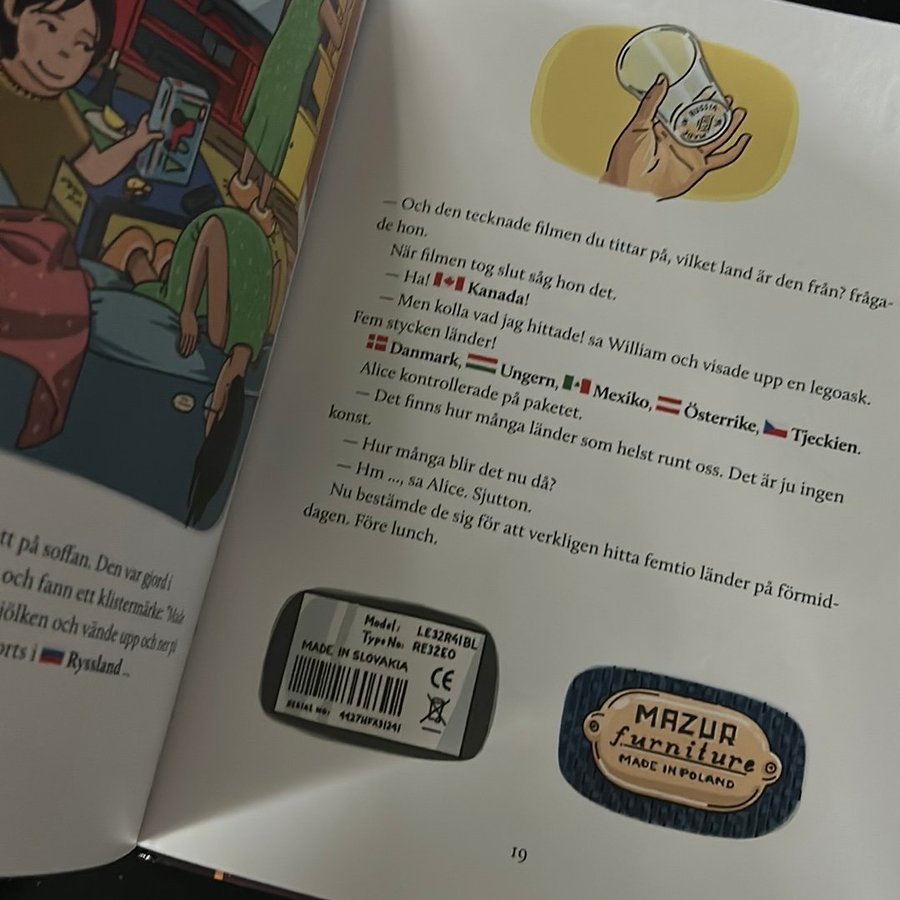 tt på soffan. Den var gjord i
och fann ett klistermärke: "Made
jölken och vände upp och ner på
orts i Ryssland ..
RUSSIA
— Och den tecknade filmen du tittar på, vilket land är den från? fråga-
de hon.
När filmen tog slut såg hon det.
— Ha! Kanada!
— Men kolla vad jag hittade! sa William och visade upp en legoask.
Fem stycken länder!
Danmark, Ungern, Mexiko, Österrike, Tjeckien.
Alice kontrollerade på paketet.
— Det finns hur många länder som helst runt oss. Det är ju ingen
konst.
— Hur många blir det nu då?
— Hm ..., sa Alice. Sjutton.
Nu bestämde de sig för att verkligen hitta femtio länder på förmid-
dagen. Före lunch.
Model: LE32R41BL
Type No: RE32EO
MADE IN SLOVAKIA
CE
Serial no: 4427HFX31241
MAZUR
furniture
MADE IN POLAND
19